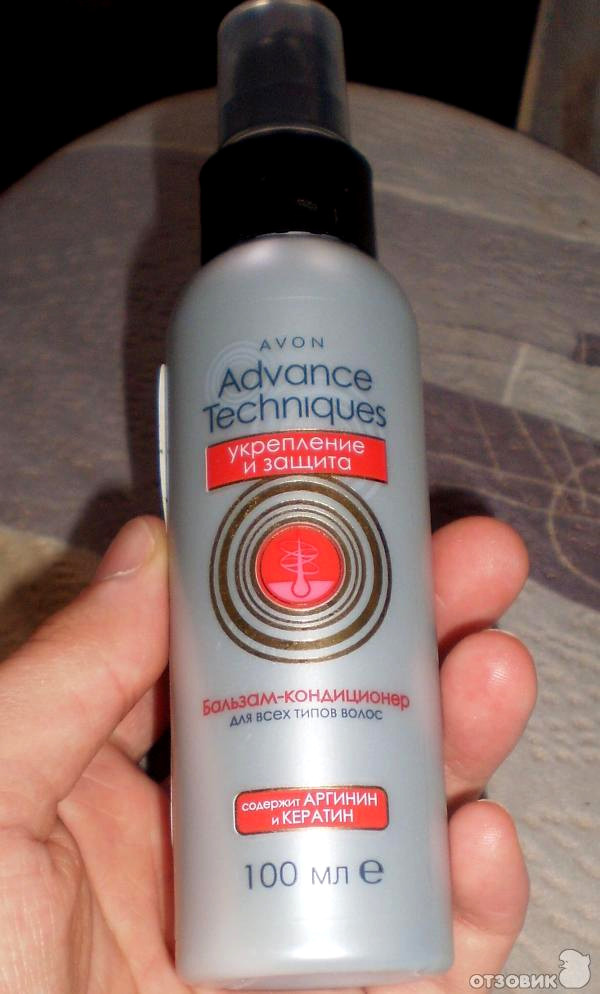 AVON
Advance
Techniques
укрепление
и защита
Бальзам-кондиционер
для всех типов волос
содержит АРГИНИН
и КЕРАТИН
100 мл e
ОТЗОВИК